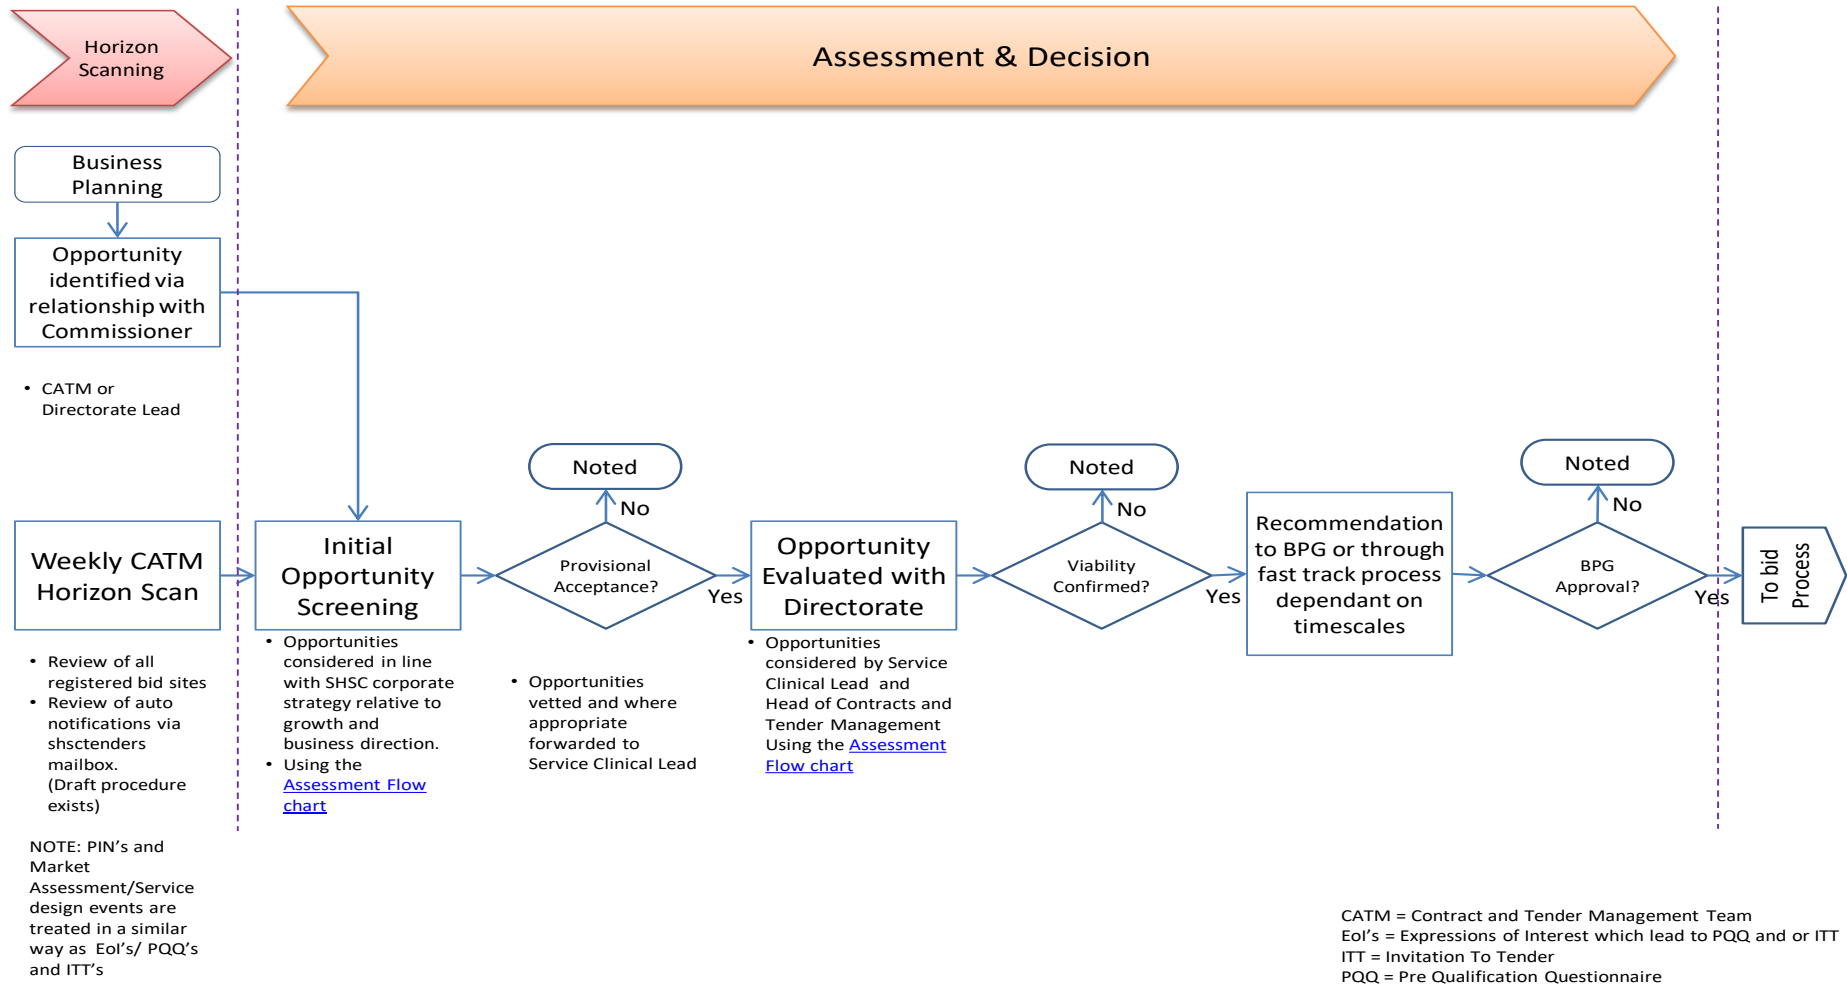 Horizon
Scanning
Assessment & Decision
Business
Planning
Opportunity
identified via
relationship with
Commissioner
• CATM or
Directorate Lead
Weekly CATM
Horizon Scan
• Review of all
registered bid sites
• Review of auto
notifications via
shsctenders
mailbox.
(Draft procedure
exists)
NOTE: PIN's and
Market
Assessment/Service
design events are
treated in a similar
way as EoI's/ PQQ's
and ITT's
Initial
Opportunity
Screening
• Opportunities
considered in line
with SHSC corporate
strategy relative to
growth and
business direction.
• Using the
Assessment Flow
chart
Noted
No
Provisional
Acceptance?
Yes
• Opportunities
vetted and where
appropriate
forwarded to
Service Clinical Lead
Opportunity
Evaluated with
Directorate
• Opportunities
considered by Service
Clinical Lead and
Head of Contracts and
Tender Management
Using the Assessment
Flow chart
Noted
No
Viability
Confirmed?
Yes
Recommendation
to BPG or through
fast track process
dependant on
timescales
Noted
No
BPG
Approval?
Yes
To bid
Process
CATM = Contract and Tender Management Team
EoI's = Expressions of Interest which lead to PQQ and or ITT
ITT = Invitation To Tender
PQQ = Pre Qualification Questionnaire